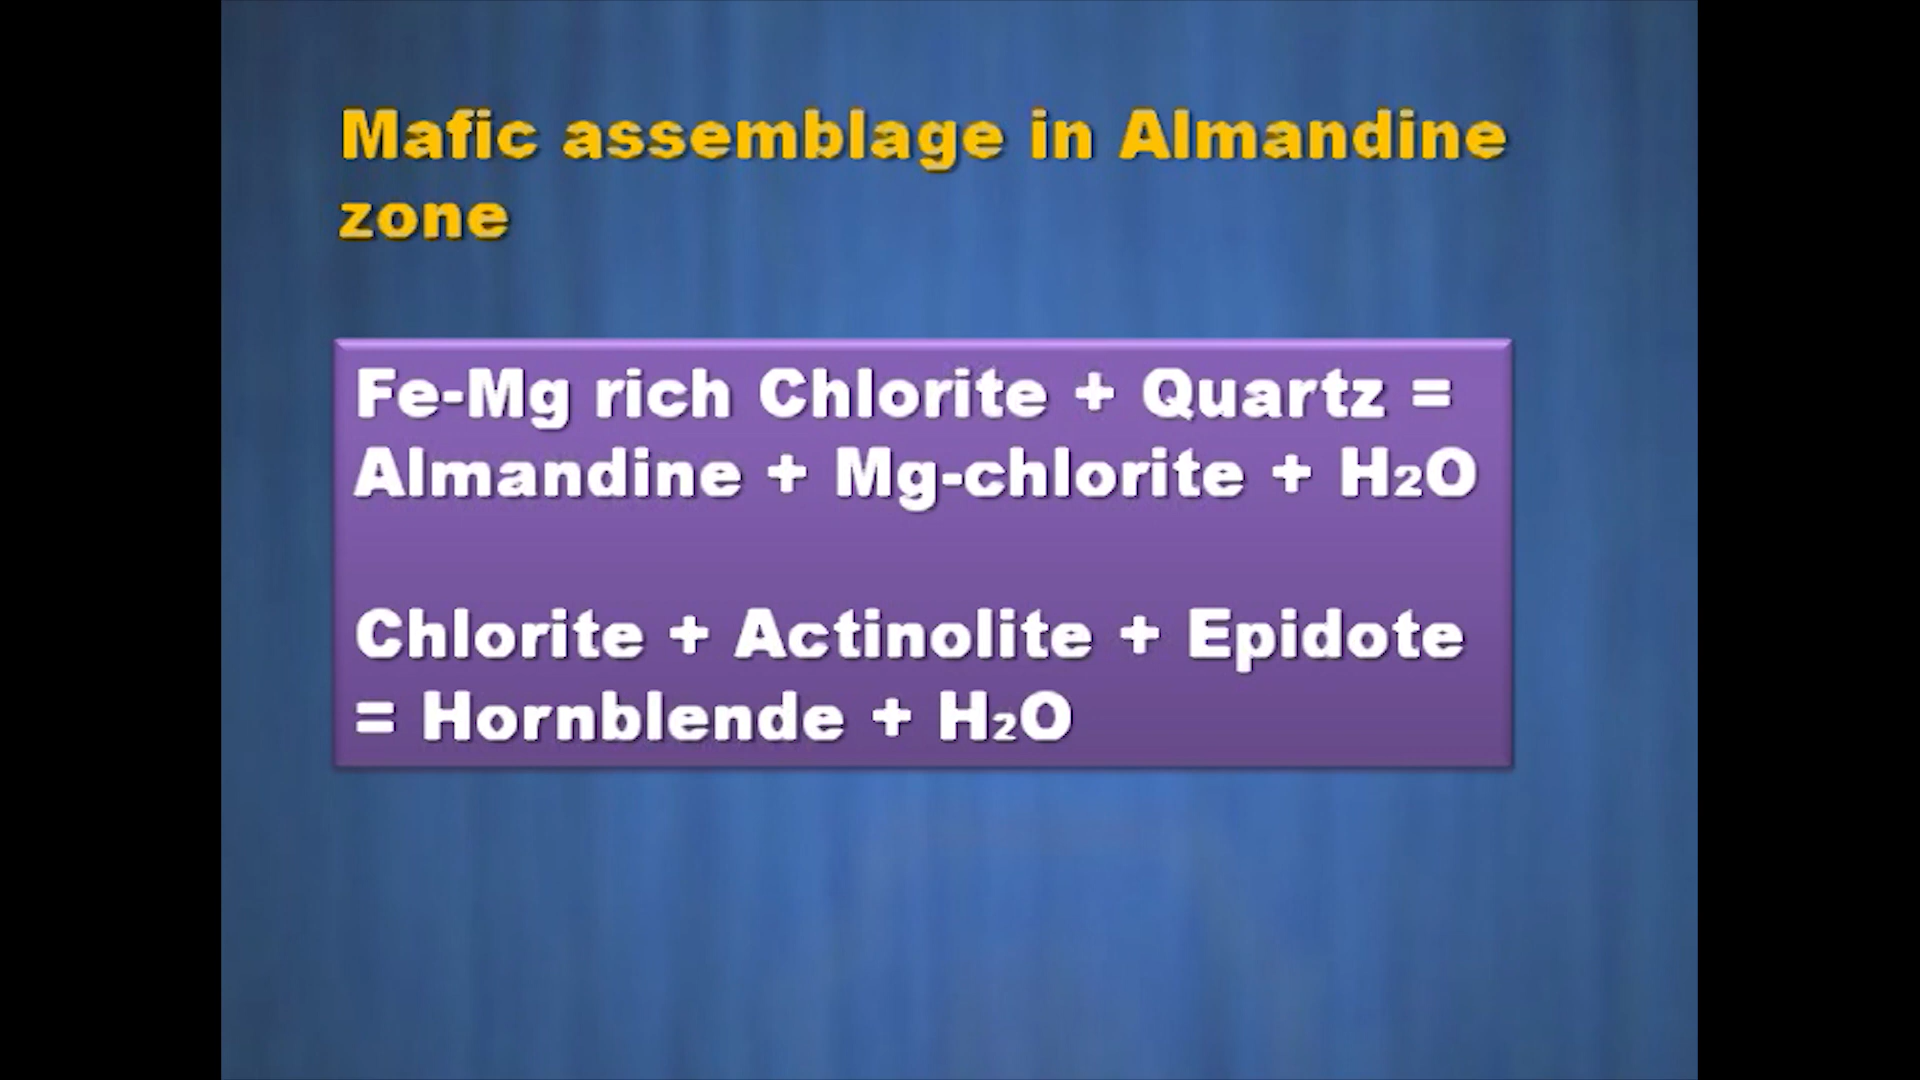 Mafic assemblage in Almandine
zone
Fe-Mg rich Chlorite + Quartz =
Almandine + Mg-chlorite + H₂O
Chlorite + Actinolite + Epidote
= Hornblende + H₂O